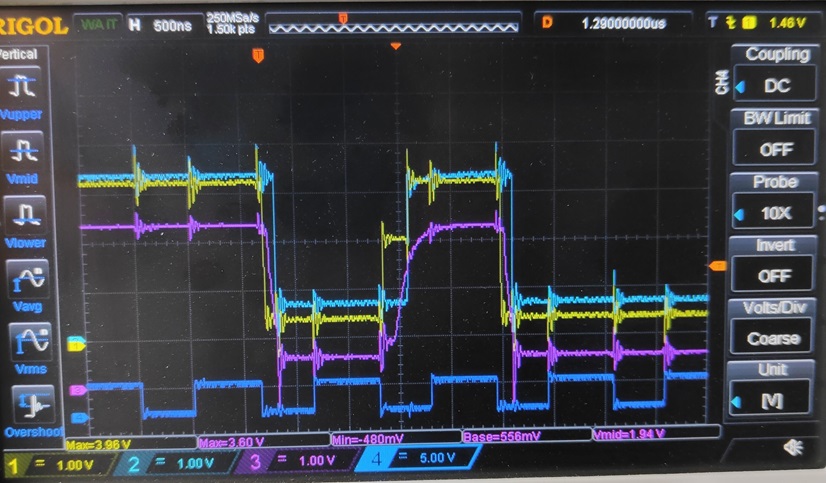 RIGOL WAIT H 500ns 250MSa/s 1.50k pts T D 1.29000000us T 1 1.46 V
T
Vertical
Vupper
Vmid
Vlower
Vavg
Vrms
Overshoot
CH4
Coupling
DC
BW Limit
OFF
Probe
10X
Invert
OFF
Volts/Div
Coarse
Unit
[V]
Max=3.96 V Max=3.60 V Min=-480mV Base=556mV Vmid=1.94 V
1 = 1.00 V 2 = 1.00 V 3 = 1.00 V 4 = 5.00 V